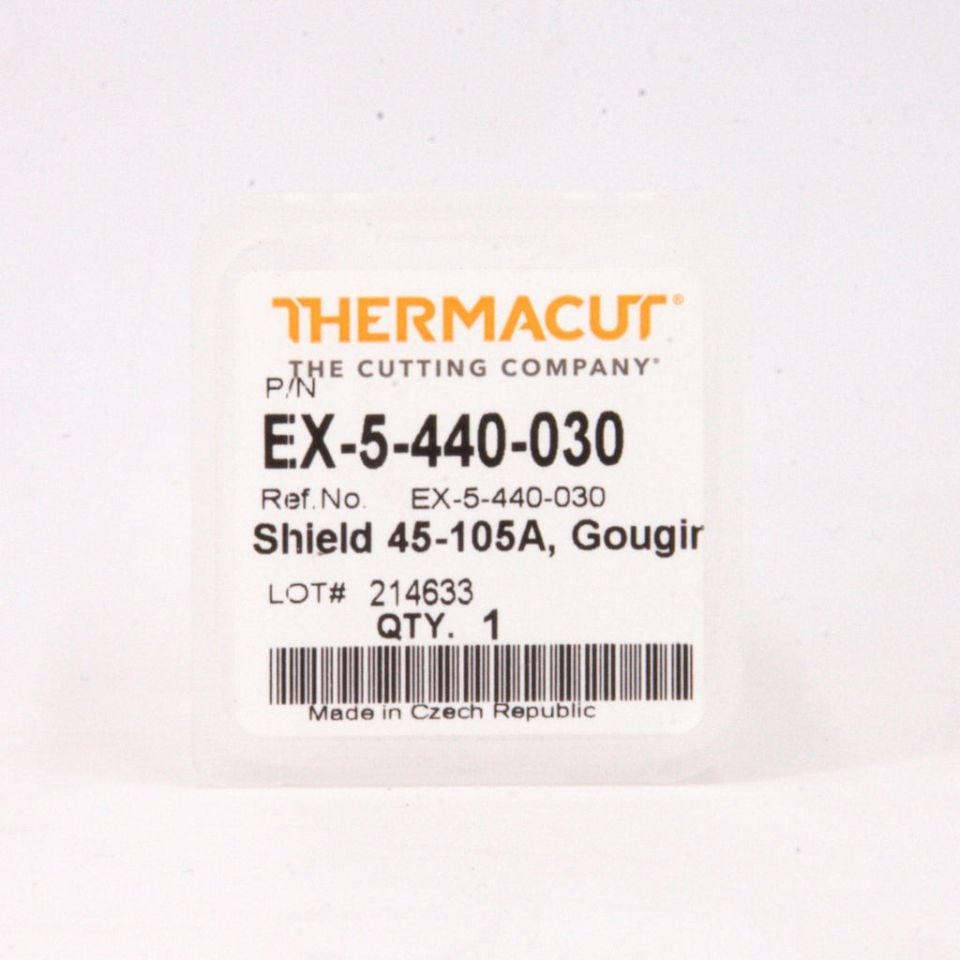 THERMACUT®
THE CUTTING COMPANY®
P/N
EX-5-440-030
Ref.No. EX-5-440-030
Shield 45-105A, Gougin
LOT# 214633
QTY. 1
Made in Czech Republic